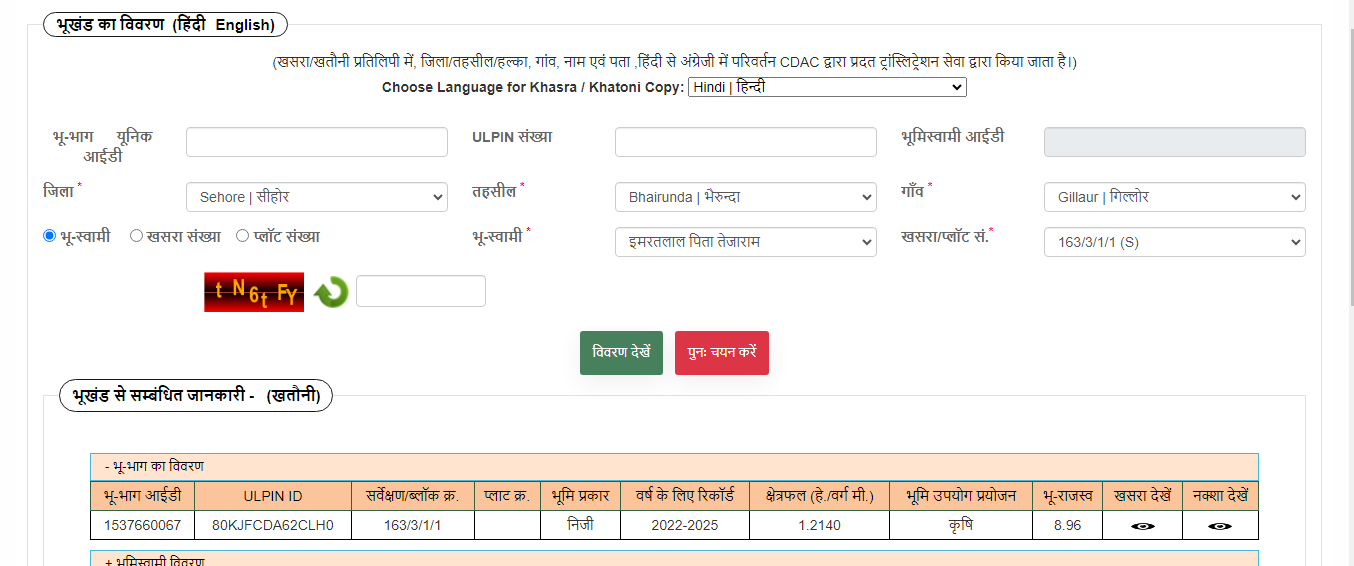 भूखंड का विवरण (हिंदी English)
(खसरा/खतौनी प्रतिलिपी में, जिला/तहसील/हल्का, गांव, नाम एवं पता ,हिंदी से अंग्रेजी में परिवर्तन CDAC द्वारा प्रदत ट्रांस्लिट्रेशन सेवा द्वारा किया जाता है।)
Choose Language for Khasra / Khatoni Copy: Hindi | हिन्दी
भू-भाग यूनिक आईडी ULPIN संख्या भूमिस्वामी आईडी
जिला * Sehore | सीहोर तहसील * Bhairunda | भैरुन्दा गाँव * Gillaur | गिल्लोर
भू-स्वामी खसरा संख्या प्लॉट संख्या भू-स्वामी * इमरतलाल पिता तेजाराम खसरा/प्लॉट सं.* 163/3/1/1 (S)
t N 6 t F Y
विवरण देखें पुनः चयन करें
भूखंड से सम्बंधित जानकारी - (खतौनी)
- भू-भाग का विवरण
भू-भाग आईडी ULPIN ID सर्वेक्षण/ब्लॉक क्र. प्लाट क्र. भूमि प्रकार वर्ष के लिए रिकॉर्ड क्षेत्रफल (हे./वर्ग मी.) भूमि उपयोग प्रयोजन भू-राजस्व खसरा देखें नक्शा देखें
1537660067 80KJFCDA62CLH0 163/3/1/1 निजी 2022-2025 1.2140 कृषि 8.96
+ भूमिस्वामी विवरण